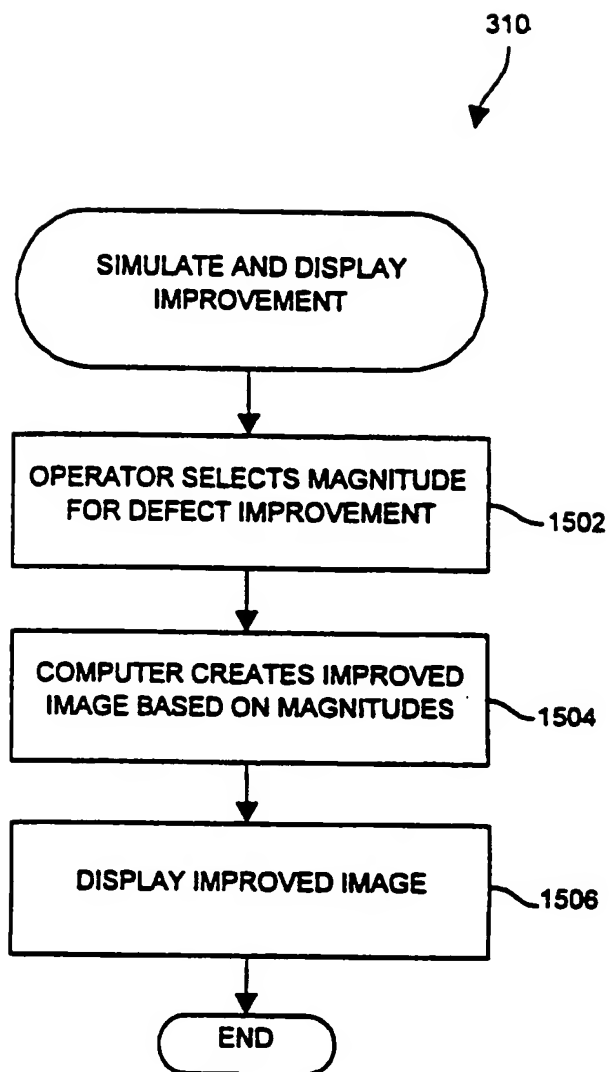 310
SIMULATE AND DISPLAY
IMPROVEMENT
OPERATOR SELECTS MAGNITUDE
FOR DEFECT IMPROVEMENT
1502
COMPUTER CREATES IMPROVED
IMAGE BASED ON MAGNITUDES
1504
DISPLAY IMPROVED IMAGE
1506
END